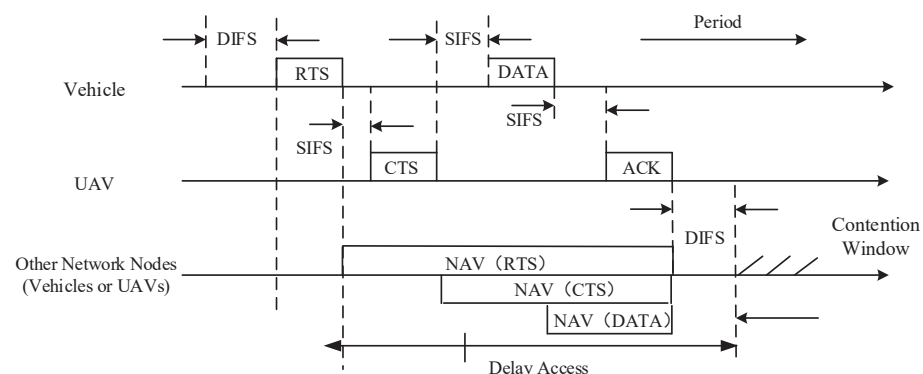 DIFS
SIFS
Period
RTS
DATA
Vehicle
SIFS
SIFS
CTS
ACK
UAV
DIFS
Contention
Window
Other Network Nodes
(Vehicles or UAVs)
NAV（RTS）
NAV（CTS）
NAV（DATA）
Delay Access